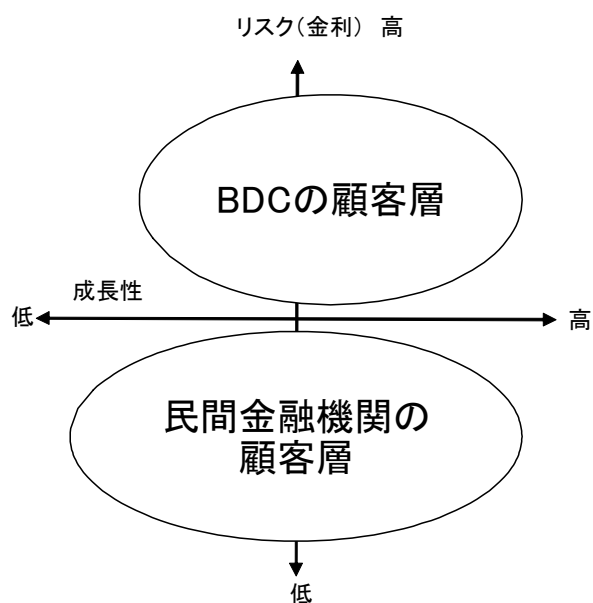 リスク(金利) 高
BDCの顧客層
成長性
低
高
民間金融機関の
顧客層
低